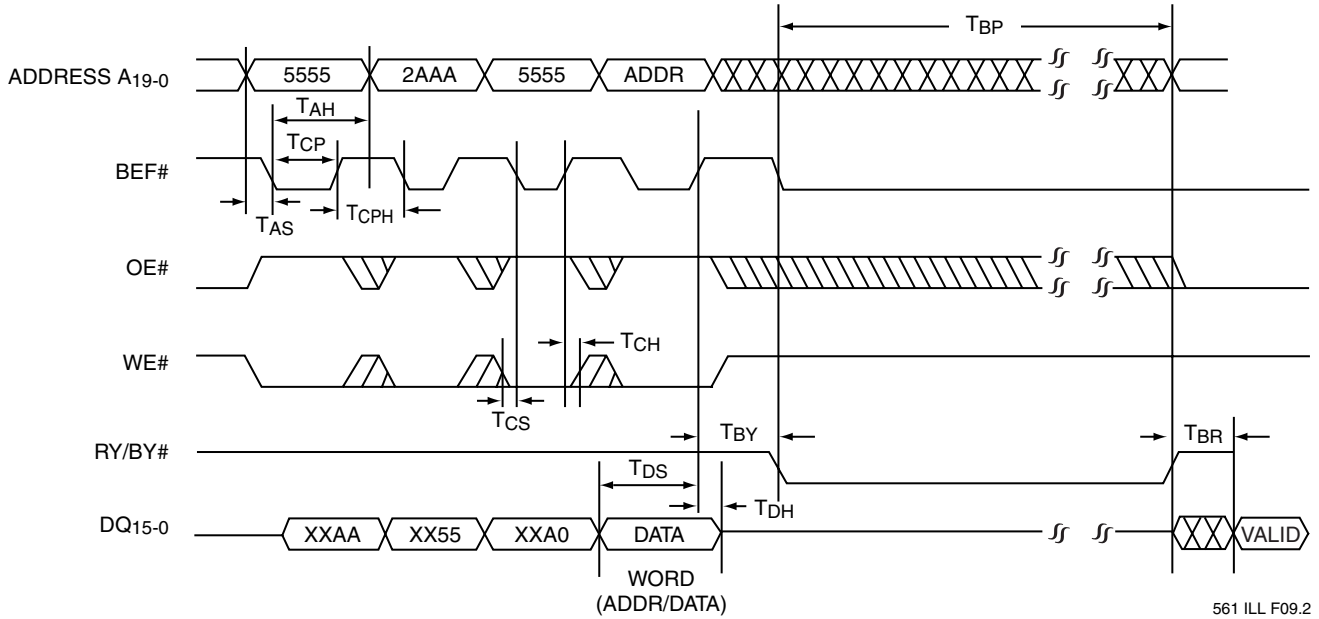 TBP
ADDRESS A19-0
5555
2AAA
5555
ADDR
TAH
TCP
BEF#
TAS
TCPH
OE#
WE#
TCH
TCS
TBY
TBR
RY/BY#
TDS
TDH
DQ15-0
XXAA
XX55
XXA0
DATA
VALID
WORD
(ADDR/DATA)
561 ILL F09.2